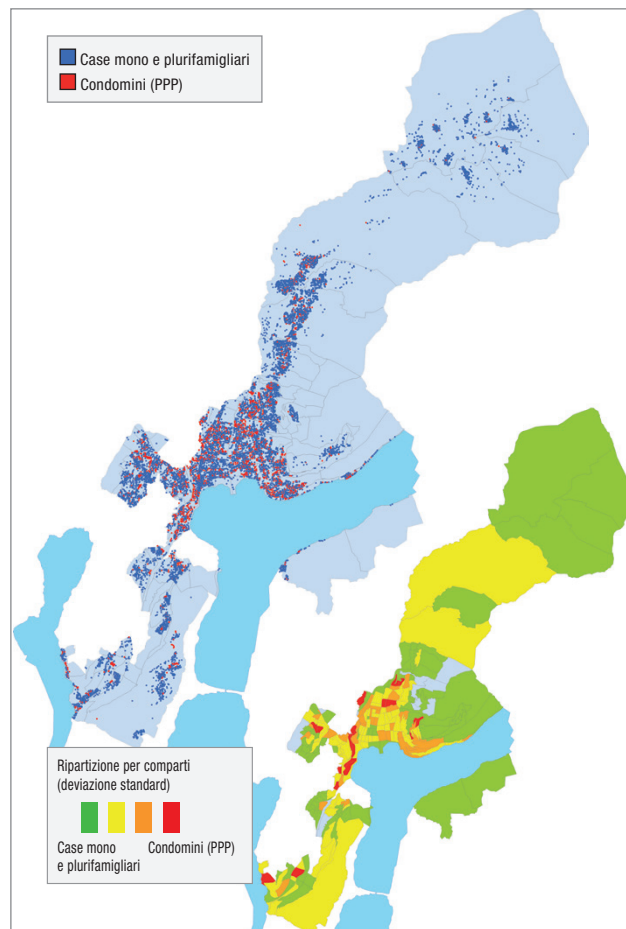 Case mono e plurifamigliari
Condomini (PPP)
Ripartizione per comparti
(deviazione standard)
Case mono
e plurifamigliari
Condomini (PPP)